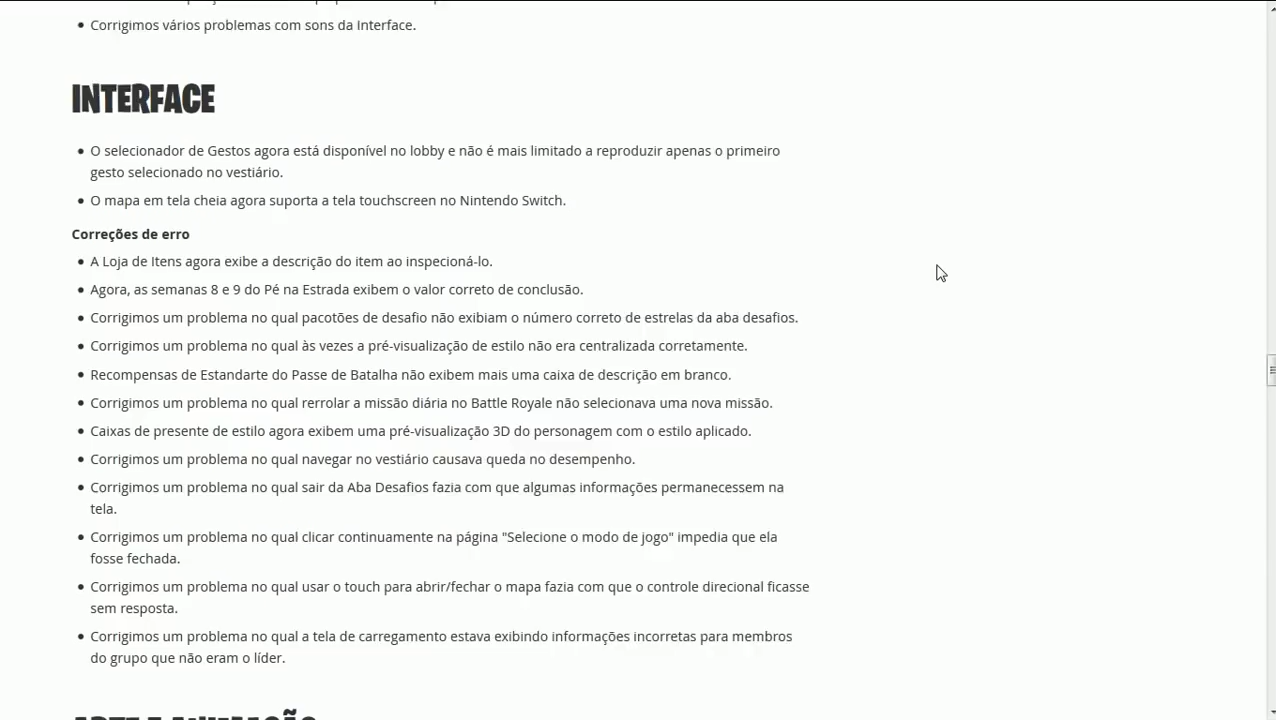 • Corrigimos vários problemas com sons da Interface.
INTERFACE
• O selecionador de Gestos agora está disponível no lobby e não é mais limitado a reproduzir apenas o primeiro
gesto selecionado no vestiário.
• O mapa em tela cheia agora suporta a tela touchscreen no Nintendo Switch.
Correções de erro
• A Loja de Itens agora exibe a descrição do item ao inspecioná-lo.
• Agora, as semanas 8 e 9 do Pé na Estrada exibem o valor correto de conclusão.
• Corrigimos um problema no qual pacotões de desafio não exibiam o número correto de estrelas da aba desafios.
• Corrigimos um problema no qual às vezes a pré-visualização de estilo não era centralizada corretamente.
• Recompensas de Estandarte do Passe de Batalha não exibem mais uma caixa de descrição em branco.
• Corrigimos um problema no qual rerrolar a missão diária no Battle Royale não selecionava uma nova missão.
• Caixas de presente de estilo agora exibem uma pré-visualização 3D do personagem com o estilo aplicado.
• Corrigimos um problema no qual navegar no vestiário causava queda no desempenho.
• Corrigimos um problema no qual sair da Aba Desafios fazia com que algumas informações permanecessem na
tela.
• Corrigimos um problema no qual clicar continuamente na página "Selecione o modo de jogo" impedia que ela
fosse fechada.
• Corrigimos um problema no qual usar o touch para abrir/fechar o mapa fazia com que o controle direcional ficasse
sem resposta.
• Corrigimos um problema no qual a tela de carregamento estava exibindo informações incorretas para membros
do grupo que não eram o líder.
ARTE E ANIMAÇÃO